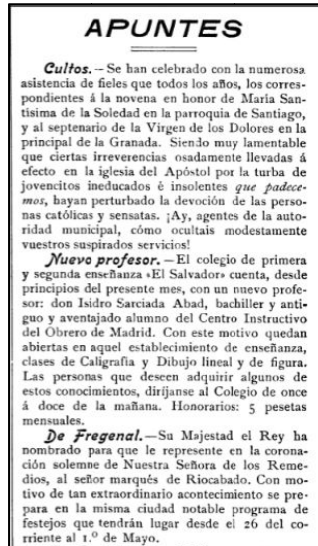 APUNTES
Cultos.—Se han celebrado con la numerosa
asistencia de fieles que todos los años, los corres-
pondientes á la novena en honor de Maria San-
tisima de la Soledad en la parroquia de Santiago,
y al septenario de la Virgen de los Dolores en la
principal de la Granada. Siendo muy lamentable
que ciertas irreverencias osadamente llevadas á
efecto en la iglesia del Apóstol por la turba de
jovencitos ineducados é insolentes que padece-
mos, hayan perturbado la devoción de las perso-
nas católicas y sensatas. ¡Ay, agentes de la auto-
ridad municipal, cómo ocultais modestamente
vuestros suspirados servicios!
Nuevo profesor.—El colegio de primera
y segunda enseñanza «El Salvador» cuenta, desde
principios del presente mes, con un nuevo profe-
sor: don Isidro Sarciada Abad, bachiller y anti-
guo y aventajado alumno del Centro Instructivo
del Obrero de Madrid. Con este motivo quedan
abiertas en aquel establecimiento de enseñanza,
clases de Caligrafia y Dibujo lineal y de figura.
Las personas que deseen adquirir algunos de
estos conocimientos, diríjanse al Colegio de once
á doce de la mañana. Honorarios: 5 pesetas
mensuales.
De Fregenal.—Su Majestad el Rey ha
nombrado para que le represente en la corona-
ción solemne de Nuestra Señora de los Reme-
dios, al señor marqués de Riocabado. Con mo-
tivo de tan extraordinario acontecimiento se pre-
para en la misma ciudad notable programa de
festejos que tendrán lugar desde el 26 del co-
rriente al 1.º de Mayo.